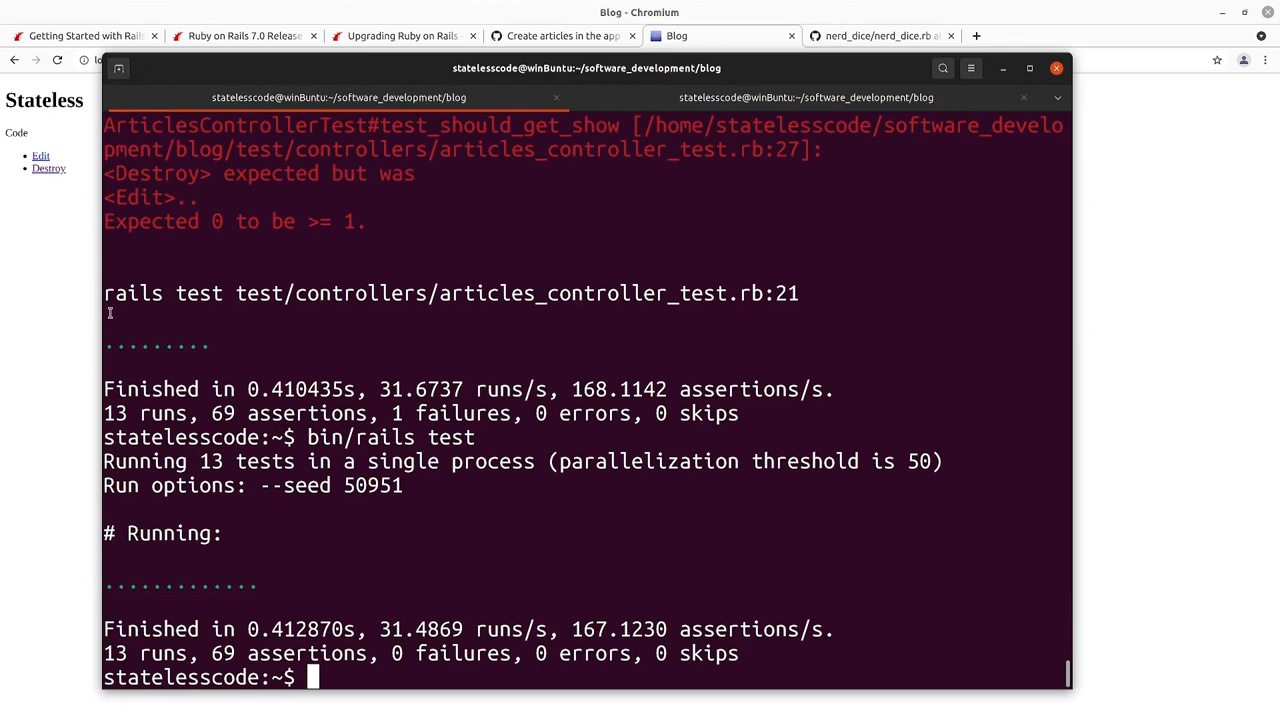 Blog - Chromium
Getting Started with Rails
Ruby on Rails 7.0 Release
Upgrading Ruby on Rails -
Create articles in the app
Blog
nerd_dice/nerd_dice.rb at
lo
statelesscode@winBuntu:~/software_development/blog
statelesscode@winBuntu:~/software_development/blog
statelesscode@winBuntu:~/software_development/blog
Stateless
Code
Edit
Destroy
ArticlesControllerTest#test_should_get_show [/home/statelesscode/software_develo
pment/blog/test/controllers/articles_controller_test.rb:27]:
<Destroy> expected but was
<Edit>..
Expected 0 to be >= 1.
rails test test/controllers/articles_controller_test.rb:21
.........
Finished in 0.410435s, 31.6737 runs/s, 168.1142 assertions/s.
13 runs, 69 assertions, 1 failures, 0 errors, 0 skips
statelesscode:~$ bin/rails test
Running 13 tests in a single process (parallelization threshold is 50)
Run options: --seed 50951
# Running:
.............
Finished in 0.412870s, 31.4869 runs/s, 167.1230 assertions/s.
13 runs, 69 assertions, 0 failures, 0 errors, 0 skips
statelesscode:~$